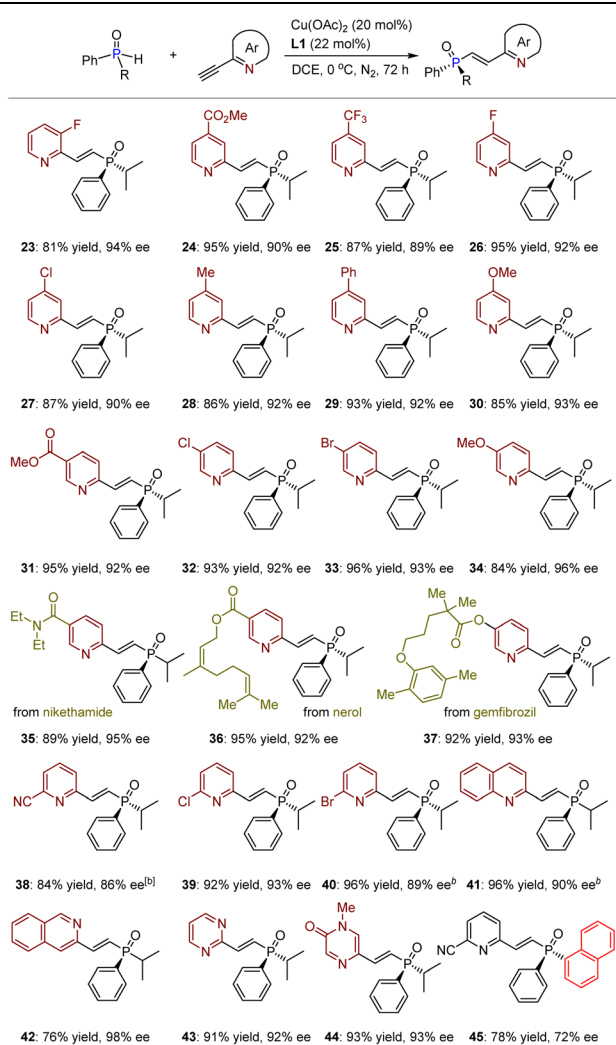 O
Ph P H
R
+
Ar
N
Cu(OAc)2 (20 mol%)
L1 (22 mol%)
DCE, 0 °C, N2, 72 h
O
Ph P R
Ar
N
F N P O
CO2Me N P O
CF3 N P O
F N P O
23: 81% yield, 94% ee
24: 95% yield, 90% ee
25: 87% yield, 89% ee
26: 95% yield, 92% ee
Cl N P O
Me N P O
Ph N P O
OMe N P O
27: 87% yield, 90% ee
28: 86% yield, 92% ee
29: 93% yield, 92% ee
30: 85% yield, 93% ee
O MeO N P O
Cl N P O
Br N P O
MeO N P O
31: 95% yield, 92% ee
32: 93% yield, 92% ee
33: 96% yield, 93% ee
34: 84% yield, 96% ee
O Et N Et N P O
O O Me Me Me N P O
Me Me O O O Me Me N P O
from nikethamide
from nerol
from gemfibrozil
35: 89% yield, 95% ee
36: 95% yield, 92% ee
37: 92% yield, 93% ee
NC N P O
Cl N P O
Br N P O
N P O
38: 84% yield, 86% ee[b]
39: 92% yield, 93% ee
40: 96% yield, 89% eeb
41: 96% yield, 90% eeb
N P O
N N P O
Me O N N P O
NC N P O
42: 76% yield, 98% ee
43: 91% yield, 92% ee
44: 93% yield, 93% ee
45: 78% yield, 72% ee